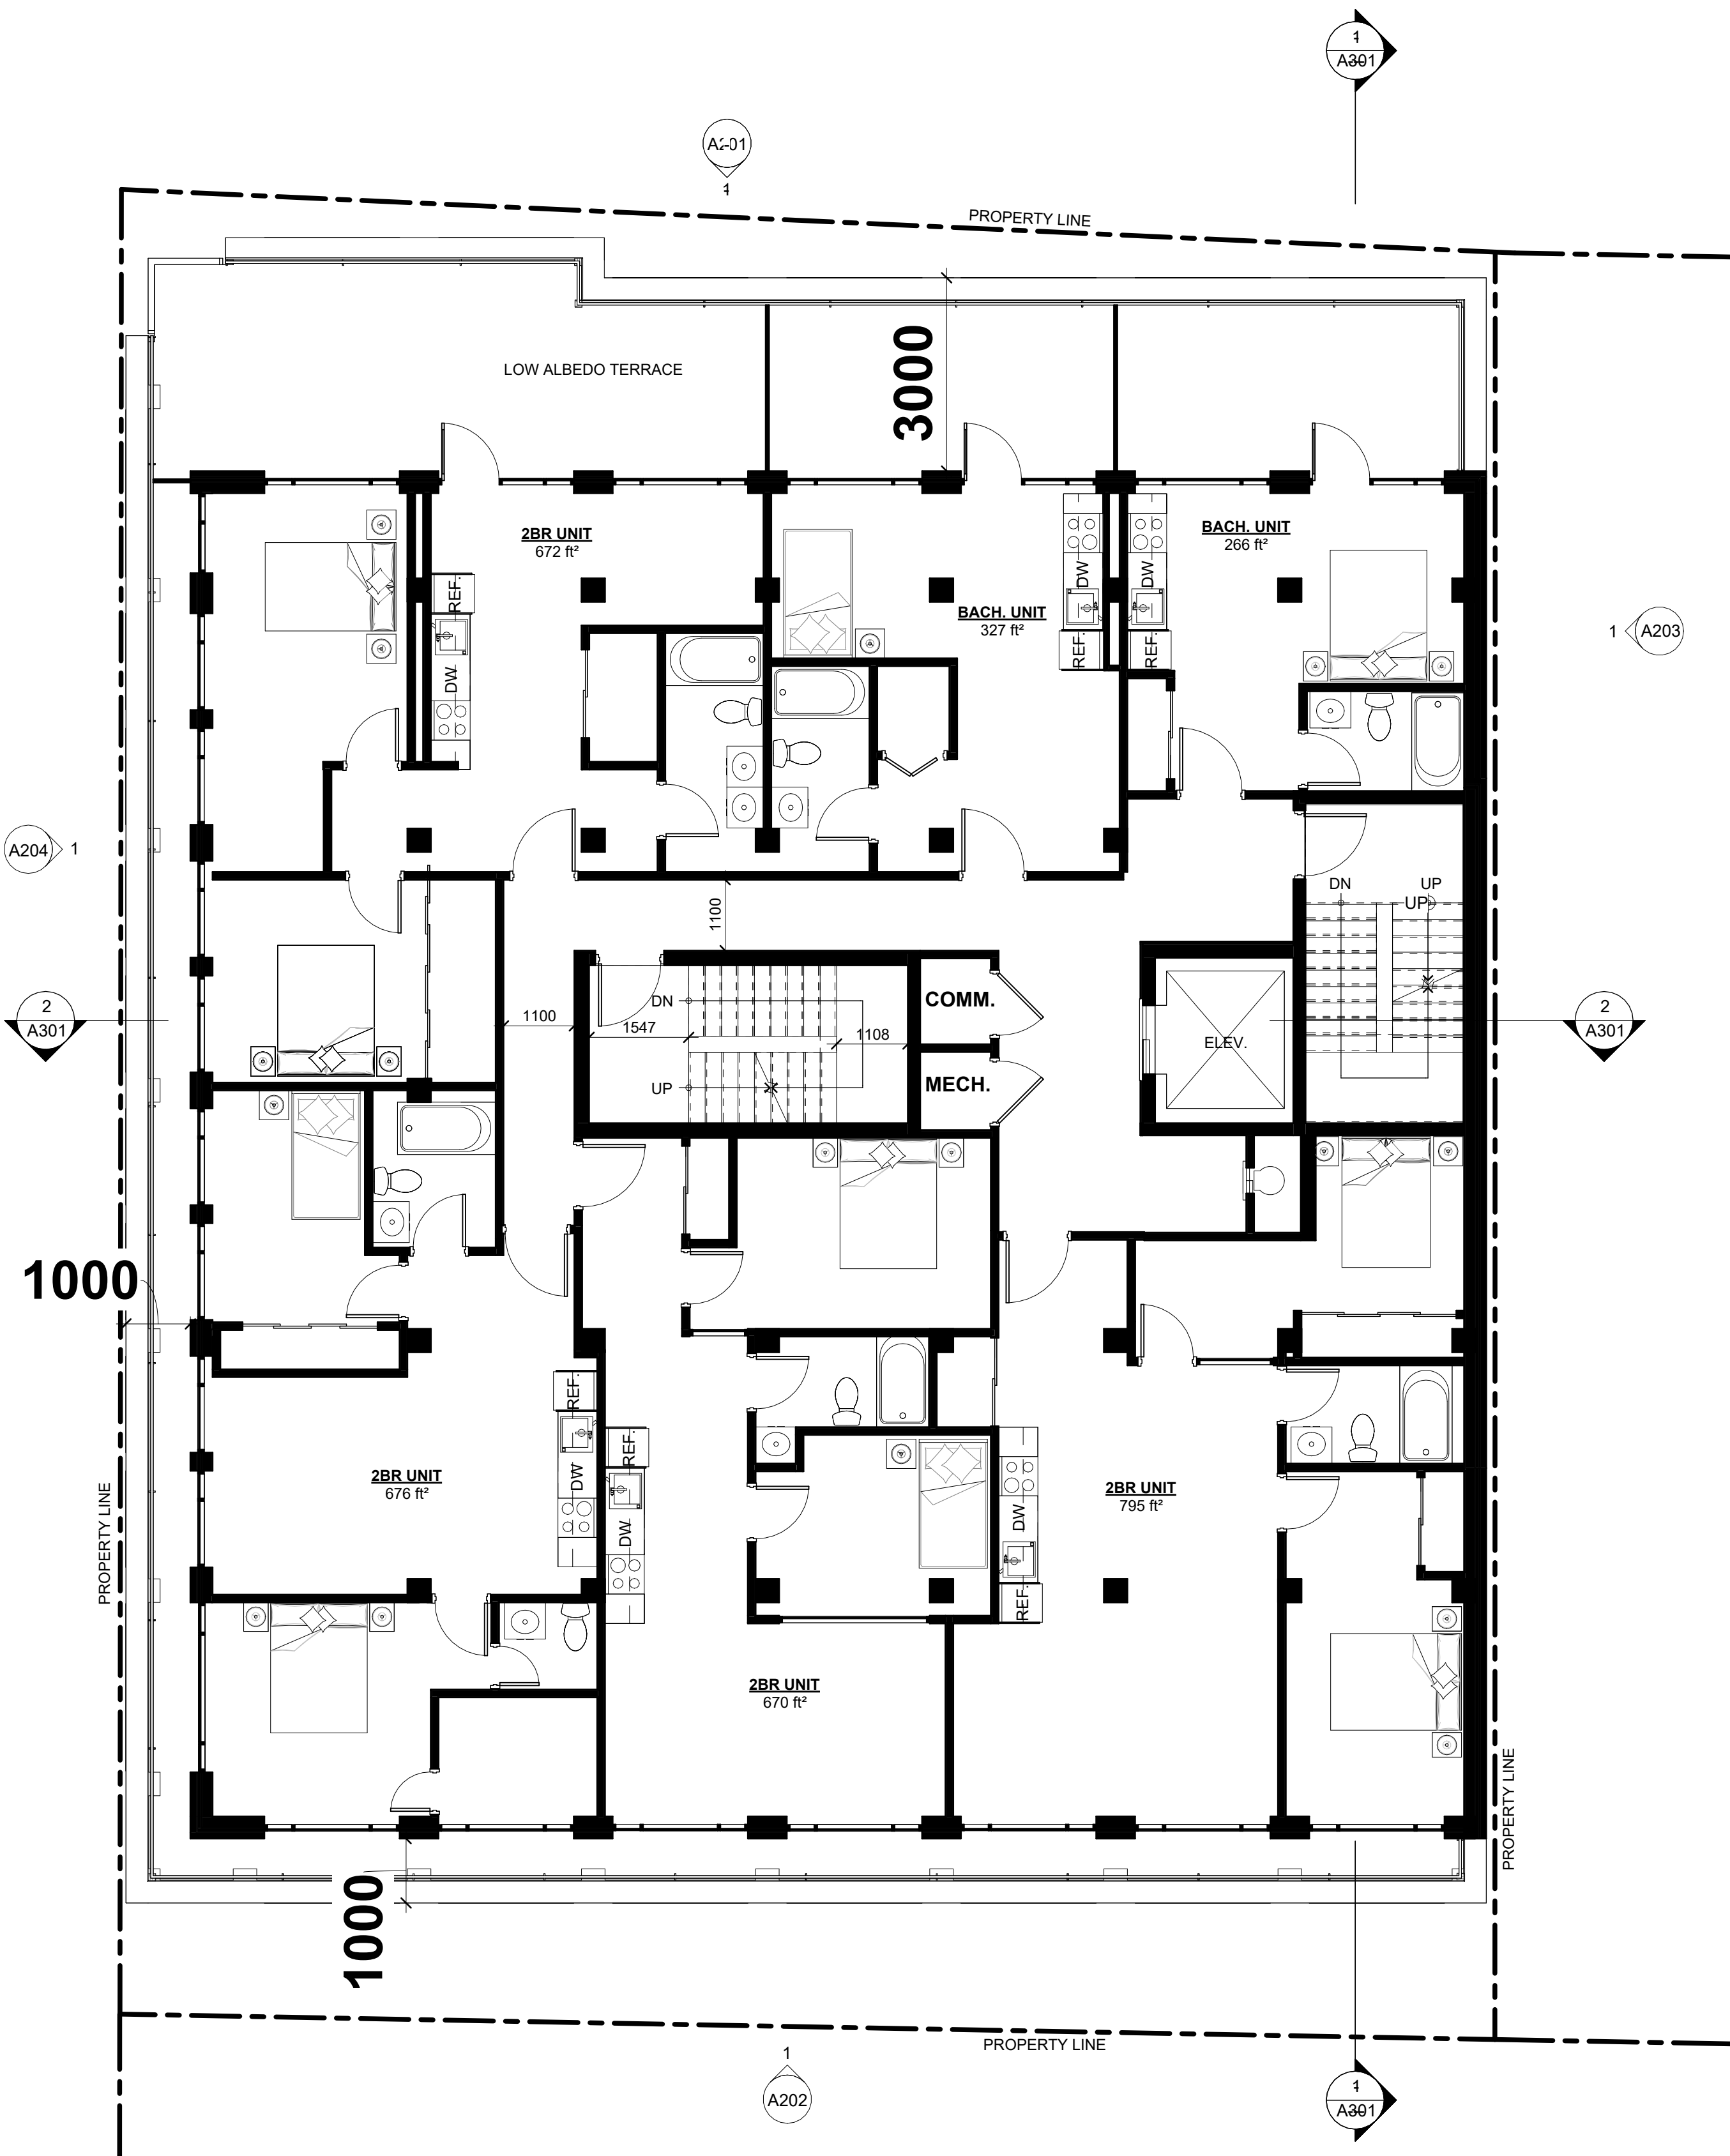 1
A301
A201
1
PROPERTY LINE
3000
LOW ALBEDO TERRACE
2BR UNIT
672 ft²
BACH. UNIT
266 ft²
REF.
DW
DW
DW
BACH. UNIT
327 ft²
REF.
REF.
1 A203
A204 1
1100
DN UP
UP
2
A301
COMM.
DN
1100
1547
1108
ELEV.
2
A301
UP
MECH.
1000
REF.
REF.
DW
2BR UNIT
676 ft²
DW
2BR UNIT
795 ft²
DW
REF.
PROPERTY LINE
2BR UNIT
670 ft²
PROPERTY LINE
1000
PROPERTY LINE
1
A202
1
A301